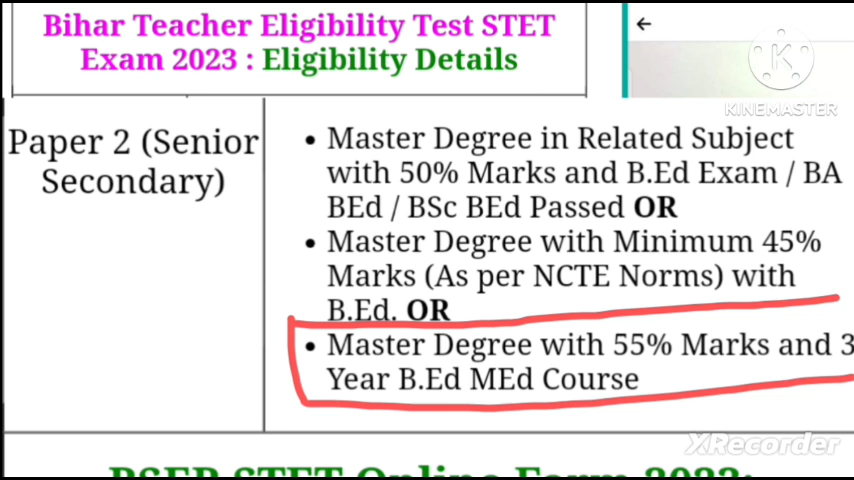 Bihar Teacher Eligibility Test STET
Exam 2023 : Eligibility Details
KINEMASTER
Paper 2 (Senior
Secondary)
• Master Degree in Related Subject
with 50% Marks and B.Ed Exam / BA
BEd / BSc BEd Passed OR
• Master Degree with Minimum 45%
Marks (As per NCTE Norms) with
B.Ed. OR
• Master Degree with 55% Marks and 3
Year B.Ed MEd Course
XRecorder